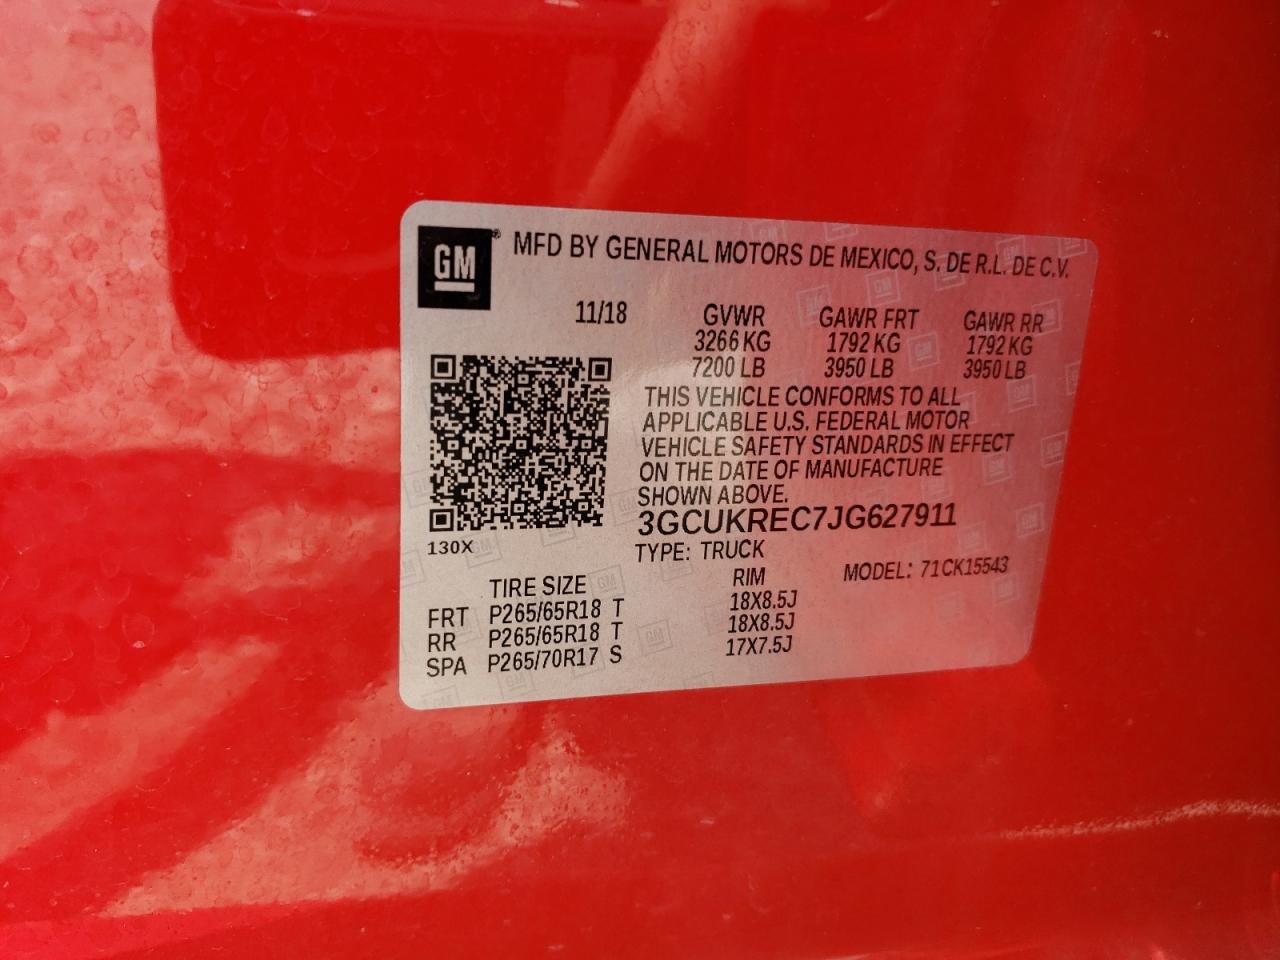 GM® MFD BY GENERAL MOTORS DE MEXICO, S. DE R.L. DE C.V.
11/18 GVWR GAWR FRT GAWR RR
3266 KG 1792 KG 1792 KG
7200 LB 3950 LB 3950 LB
THIS VEHICLE CONFORMS TO ALL
APPLICABLE U.S. FEDERAL MOTOR
VEHICLE SAFETY STANDARDS IN EFFECT
ON THE DATE OF MANUFACTURE
SHOWN ABOVE.
3GCUKREC7JG627911
130X TYPE: TRUCK MODEL: 71CK15543
TIRE SIZE RIM
FRT P265/65R18 T 18X8.5J
RR P265/65R18 T 18X8.5J
SPA P265/70R17 S 17X7.5J